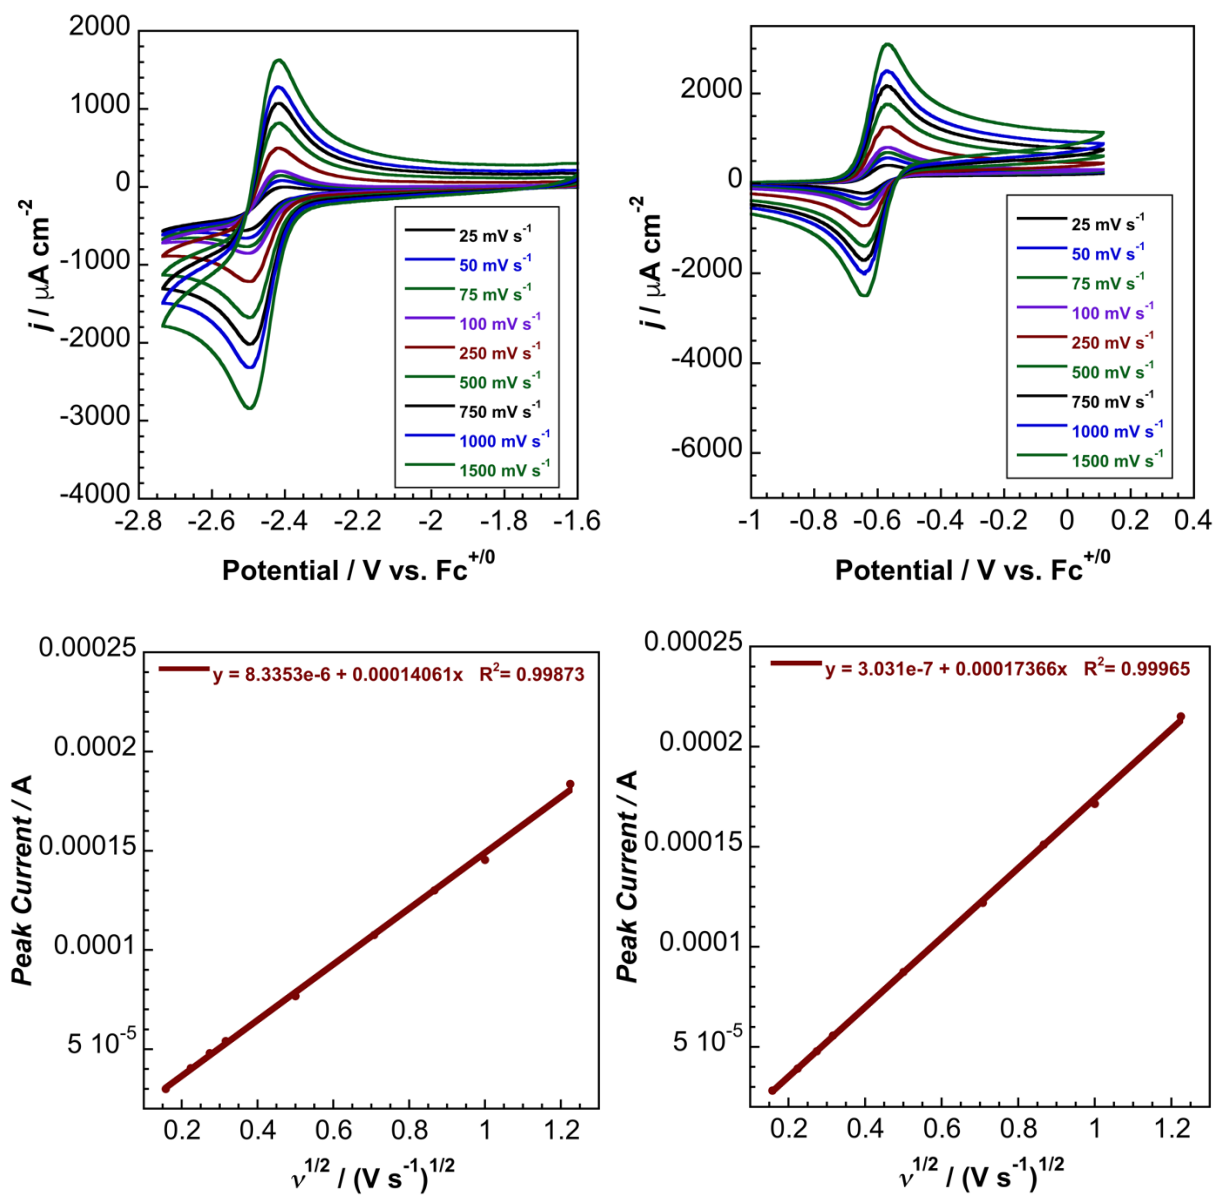 2000
1000
0
-1000
-2000
-3000
-4000
j / μA cm⁻²
25 mV s⁻¹
50 mV s⁻¹
75 mV s⁻¹
100 mV s⁻¹
250 mV s⁻¹
500 mV s⁻¹
750 mV s⁻¹
1000 mV s⁻¹
1500 mV s⁻¹
-2.8 -2.6 -2.4 -2.2 -2 -1.8 -1.6
Potential / V vs. Fc⁺/⁰
2000
0
-2000
-4000
-6000
j / μA cm⁻²
25 mV s⁻¹
50 mV s⁻¹
75 mV s⁻¹
100 mV s⁻¹
250 mV s⁻¹
500 mV s⁻¹
750 mV s⁻¹
1000 mV s⁻¹
1500 mV s⁻¹
-1 -0.8 -0.6 -0.4 -0.2 0 0.2 0.4
Potential / V vs. Fc⁺/⁰
0.00025
0.0002
0.00015
0.0001
5 10⁻⁵
Peak Current / A
y = 8.3353e-6 + 0.00014061x R²= 0.99873
0.2 0.4 0.6 0.8 1 1.2
ν¹/² / (V s⁻¹)¹/²
0.00025
0.0002
0.00015
0.0001
5 10⁻⁵
Peak Current / A
y = 3.031e-7 + 0.00017366x R²= 0.99965
0.2 0.4 0.6 0.8 1 1.2
ν¹/² / (V s⁻¹)¹/²